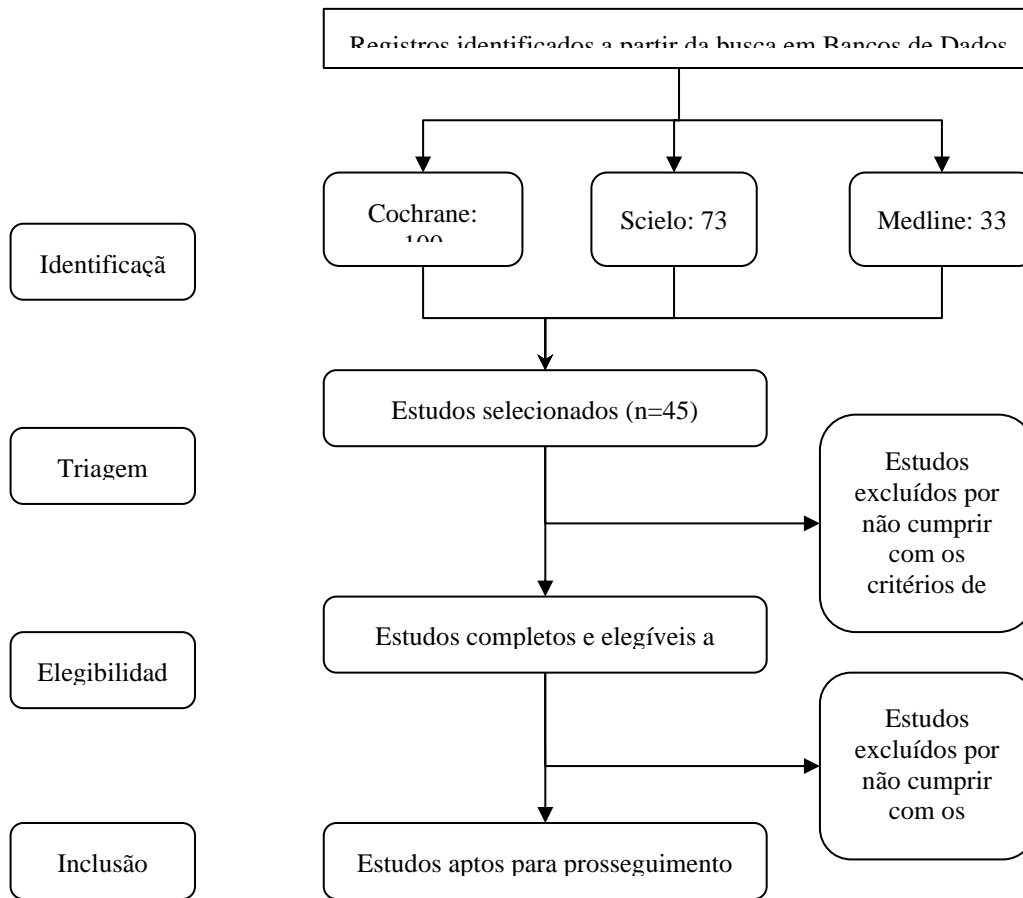 Registros identificados a partir da busca em Bancos de Dados
Cochrane:
100
Scielo: 73
Medline: 33
Identificaçã
Estudos selecionados (n=45)
Triagem
Estudos
excluídos por
não cumprir
com os
critérios de
Estudos completos e elegíveis a
Elegibilidad
Estudos
excluídos por
não cumprir
com os
Inclusão
Estudos aptos para prosseguimento